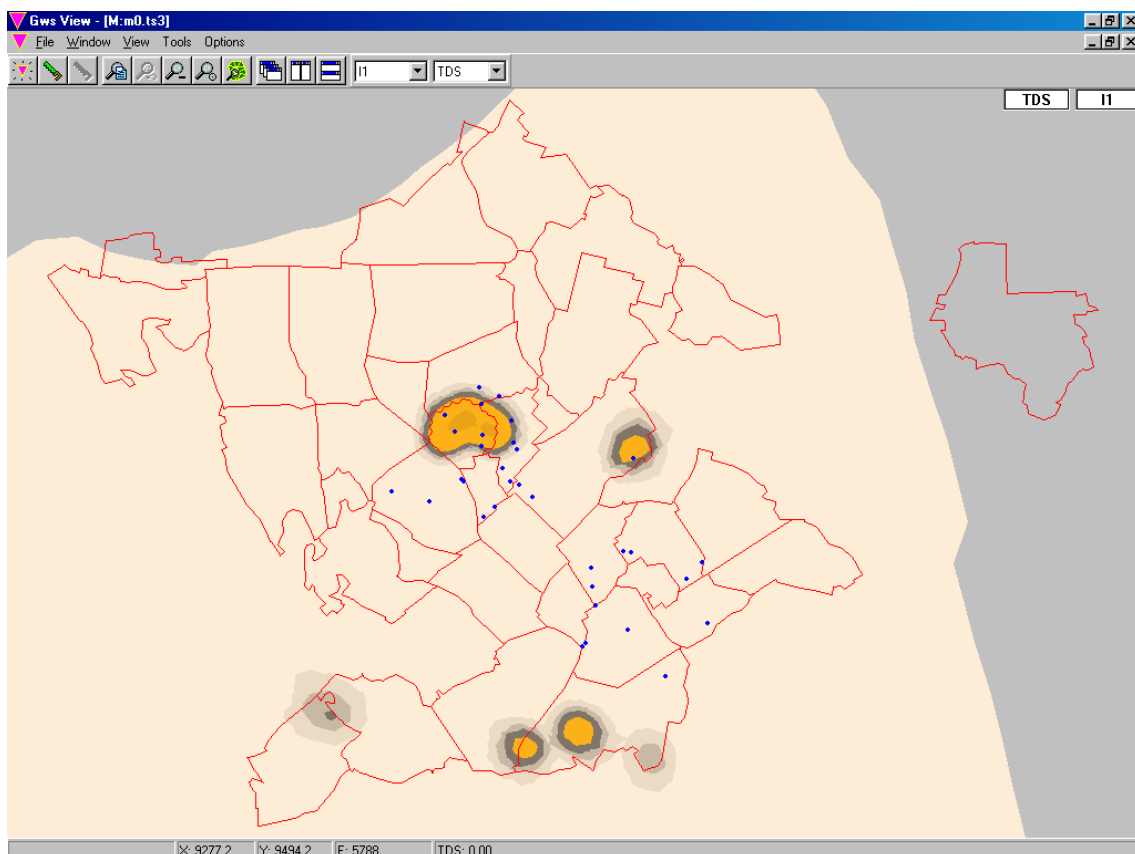 Gws View - [M:m0.ts3]
File Window View Tools Options
I1 TDS
TDS I1
X: 9277.2 Y: 9494.2 E: 5788 TDS: 0.00